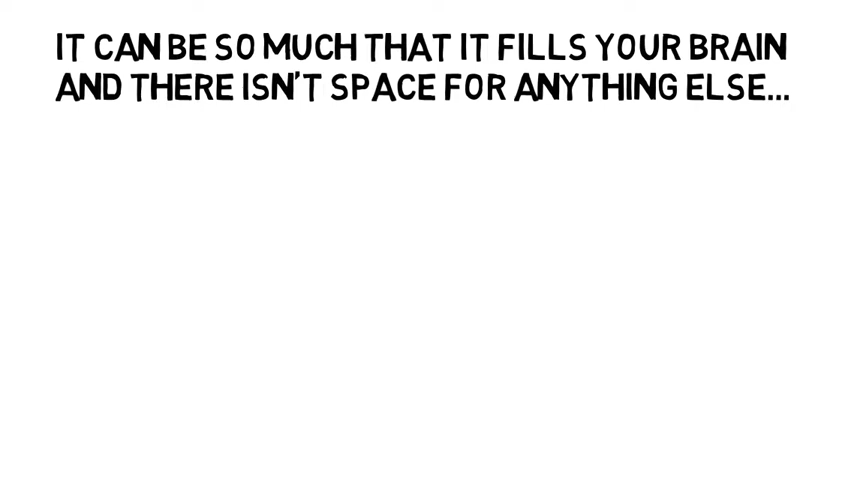 IT CAN BE SO MUCH THAT IT FILLS YOUR BRAIN
AND THERE ISN'T SPACE FOR ANYTHING ELSE...